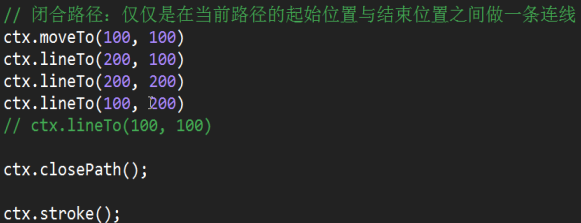 // 闭合路径：仅仅是在当前路径的起始位置与结束位置之间做一条连线
ctx.moveTo(100, 100)
ctx.lineTo(200, 100)
ctx.lineTo(200, 200)
ctx.lineTo(100, 200)
// ctx.lineTo(100, 100)
ctx.closePath();
ctx.stroke();